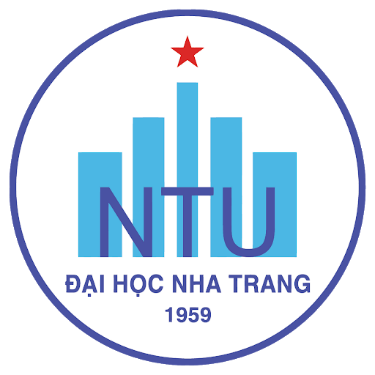 NTU
ĐẠI HỌC NHA TRANG
1959